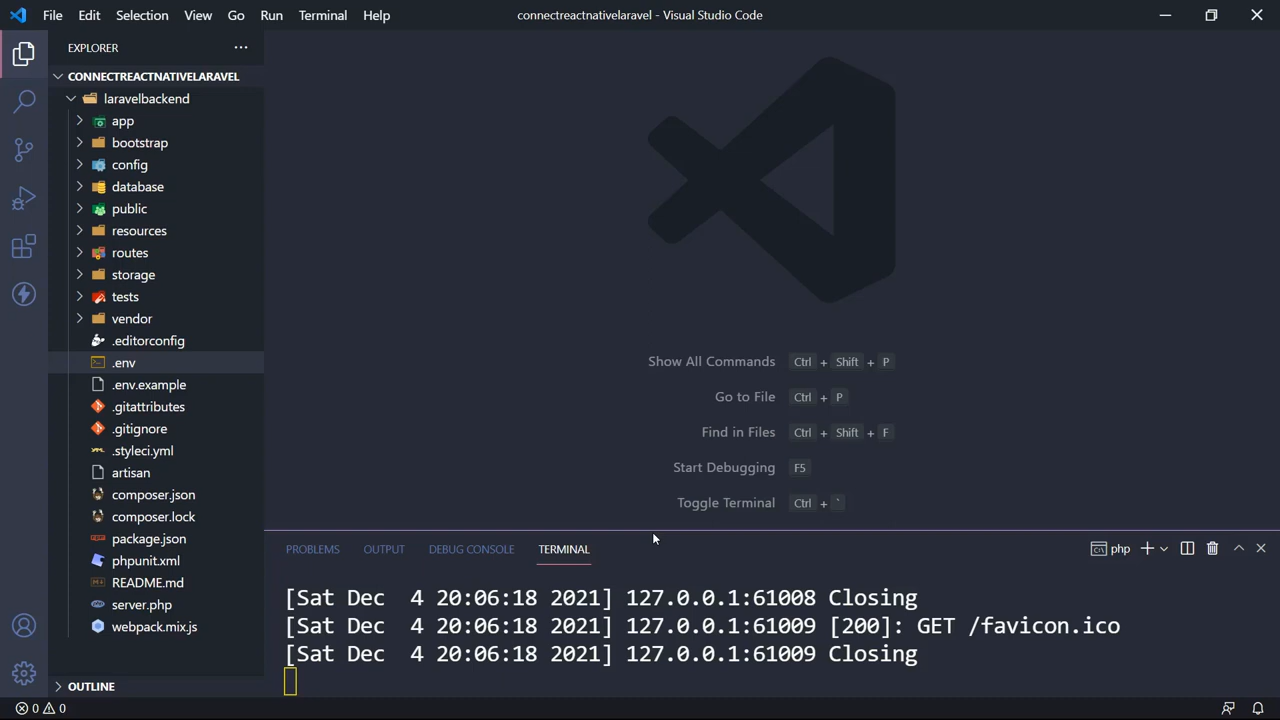 File Edit Selection View Go Run Terminal Help
connectreactnativelaravel - Visual Studio Code
EXPLORER
CONNECTREACTNATIVELARAVEL
laravelbackend
app
bootstrap
config
database
public
resources
routes
storage
tests
vendor
.editorconfig
.env
.env.example
.gitattributes
.gitignore
.styleci.yml
artisan
composer.json
composer.lock
package.json
phpunit.xml
README.md
server.php
webpack.mix.js
OUTLINE
Show All Commands Ctrl + Shift + P
Go to File Ctrl + P
Find in Files Ctrl + Shift + F
Start Debugging F5
Toggle Terminal Ctrl + `
PROBLEMS OUTPUT DEBUG CONSOLE TERMINAL
php
[Sat Dec  4 20:06:18 2021] 127.0.0.1:61008 Closing
[Sat Dec  4 20:06:18 2021] 127.0.0.1:61009 [200]: GET /favicon.ico
[Sat Dec  4 20:06:18 2021] 127.0.0.1:61009 Closing
0 0